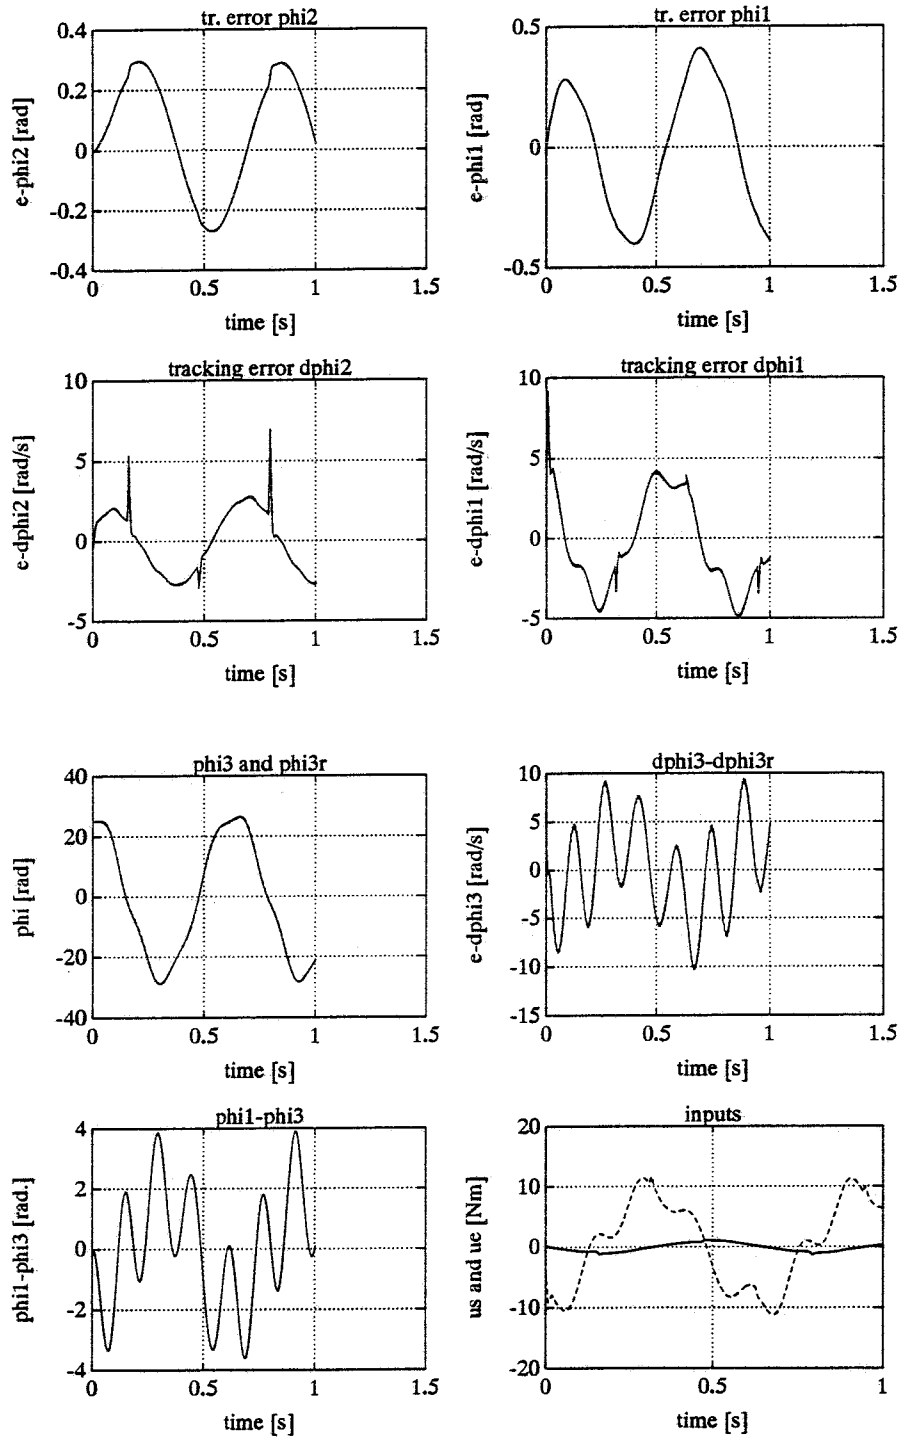 tr. error phi2
0.4
0.2
0
-0.2
-0.4
e-phi2 [rad]
0 0.5 1 1.5
time [s]
tr. error phi1
0.5
0
-0.5
e-phi1 [rad]
0 0.5 1 1.5
time [s]
tracking error dphi2
10
5
0
-5
e-dphi2 [rad/s]
0 0.5 1 1.5
time [s]
tracking error dphi1
10
5
0
-5
e-dphi1 [rad/s]
0 0.5 1 1.5
time [s]
phi3 and phi3r
40
20
0
-20
-40
phi [rad]
0 0.5 1 1.5
time [s]
dphi3-dphi3r
10
5
0
-5
-10
-15
e-dphi3 [rad/s]
0 0.5 1 1.5
time [s]
phi1-phi3
4
2
0
-2
-4
phi1-phi3 [rad.]
0 0.5 1 1.5
time [s]
inputs
20
10
0
-10
-20
us and ue [Nm]
0 0.5 1
time [s]